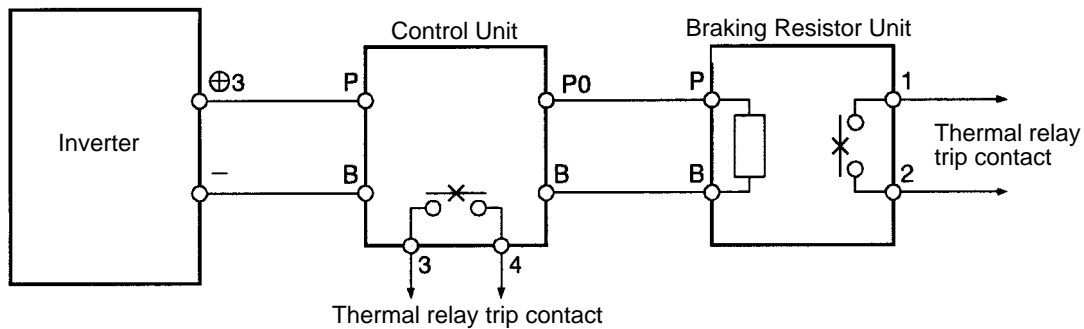 Control Unit
Braking Resistor Unit
⊕3
P
P0
P
1
Inverter
Thermal relay
trip contact
−
B
B
B
2
3
4
Thermal relay trip contact